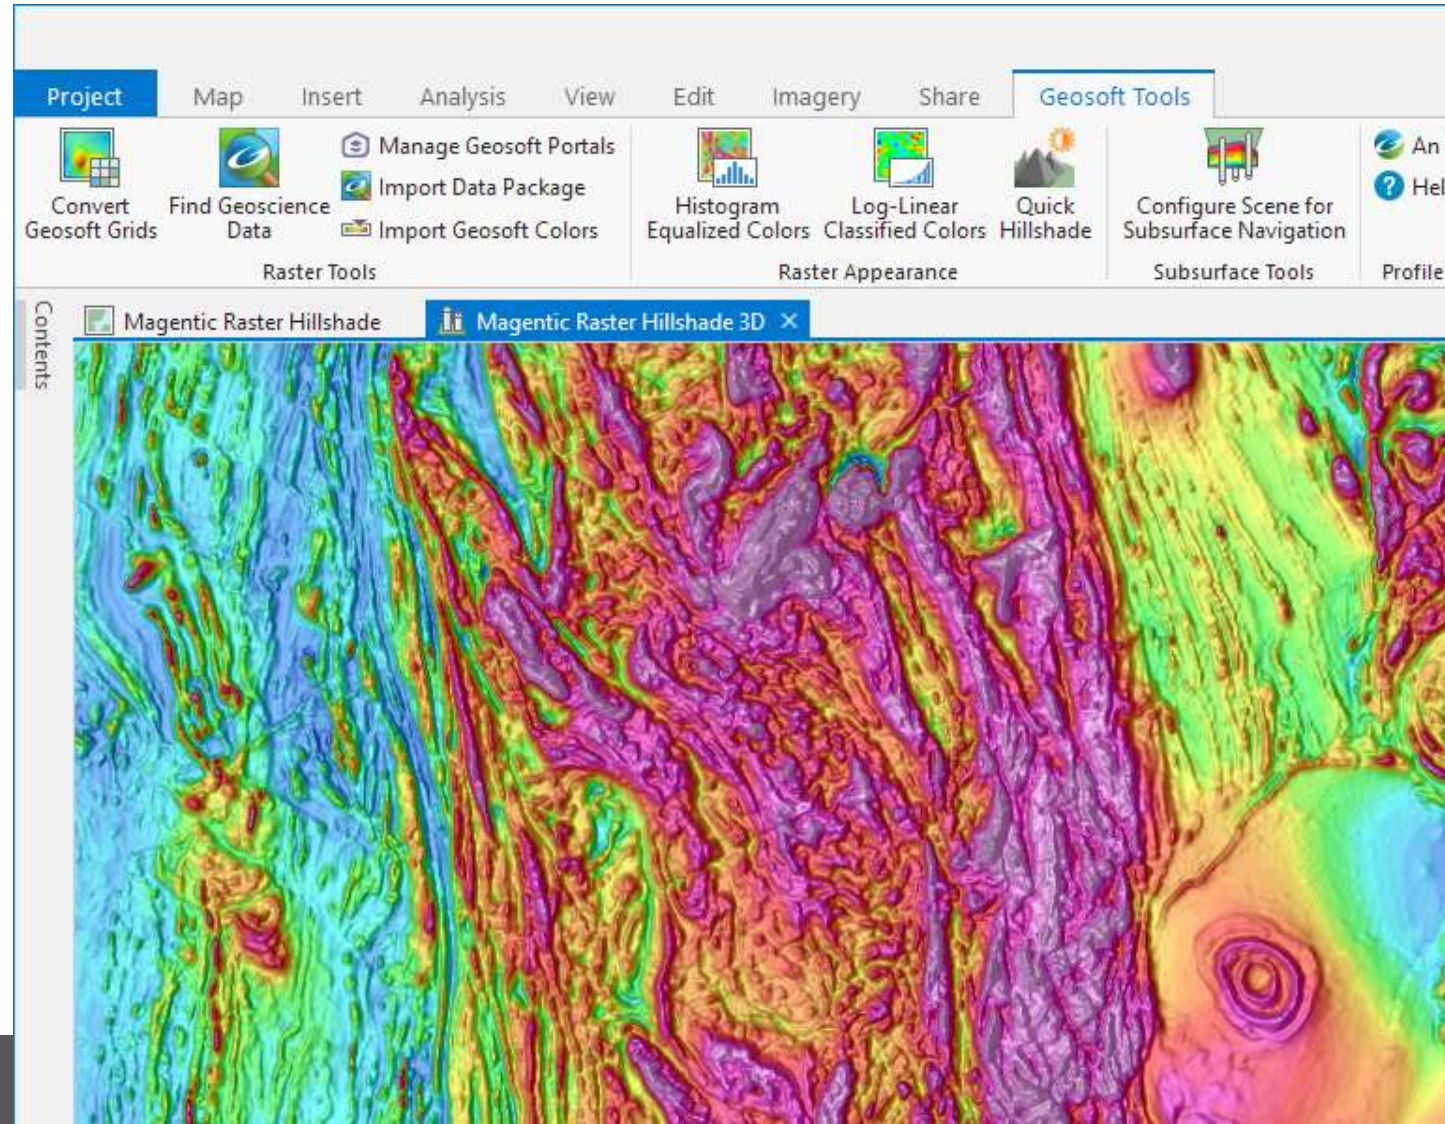 Project Map Insert Analysis View Edit Imagery Share Geosoft Tools
Convert
Geosoft Grids
Find Geoscience
Data
Manage Geosoft Portals
Import Data Package
Import Geosoft Colors
Raster Tools
Histogram
Equalized Colors
Log-Linear
Classified Colors
Quick
Hillshade
Raster Appearance
Configure Scene for
Subsurface Navigation
Subsurface Tools
An
Hel
Profile
Contents
Magentic Raster Hillshade
Magentic Raster Hillshade 3D